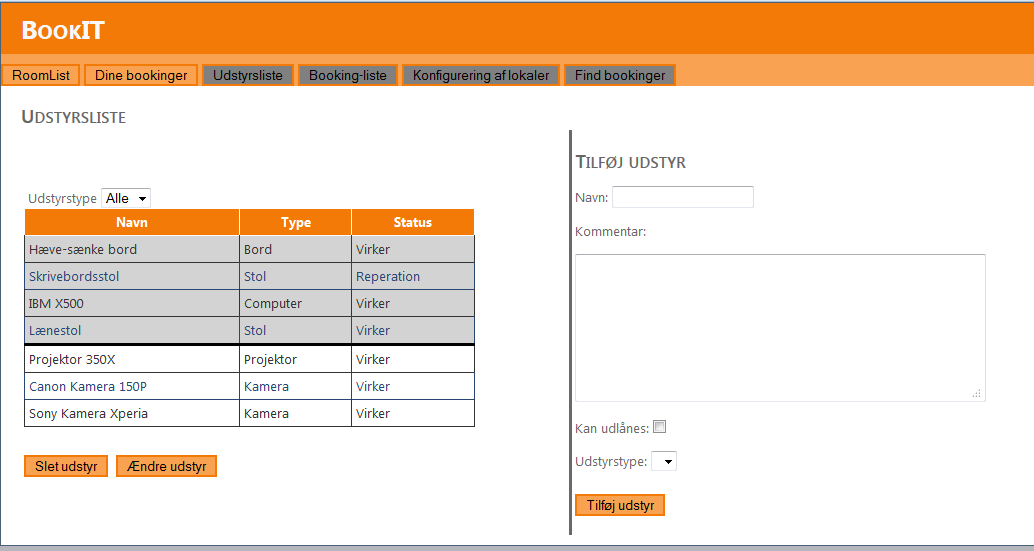 BookIT
RoomList Dine bookinger Udstyrsliste Booking-liste Konfigurering af lokaler Find bookinger
Udstyrsliste
Udstyrstype Alle
Navn Type Status
Hæve-sænke bord Bord Virker
Skrivebordsstol Stol Reperation
IBM X500 Computer Virker
Lænestol Stol Virker
Projektor 350X Projektor Virker
Canon Kamera 150P Kamera Virker
Sony Kamera Xperia Kamera Virker
Slet udstyr Ændre udstyr
Tilføj udstyr
Navn:
Kommentar:
Kan udlånes:
Udstyrstype:
Tilføj udstyr